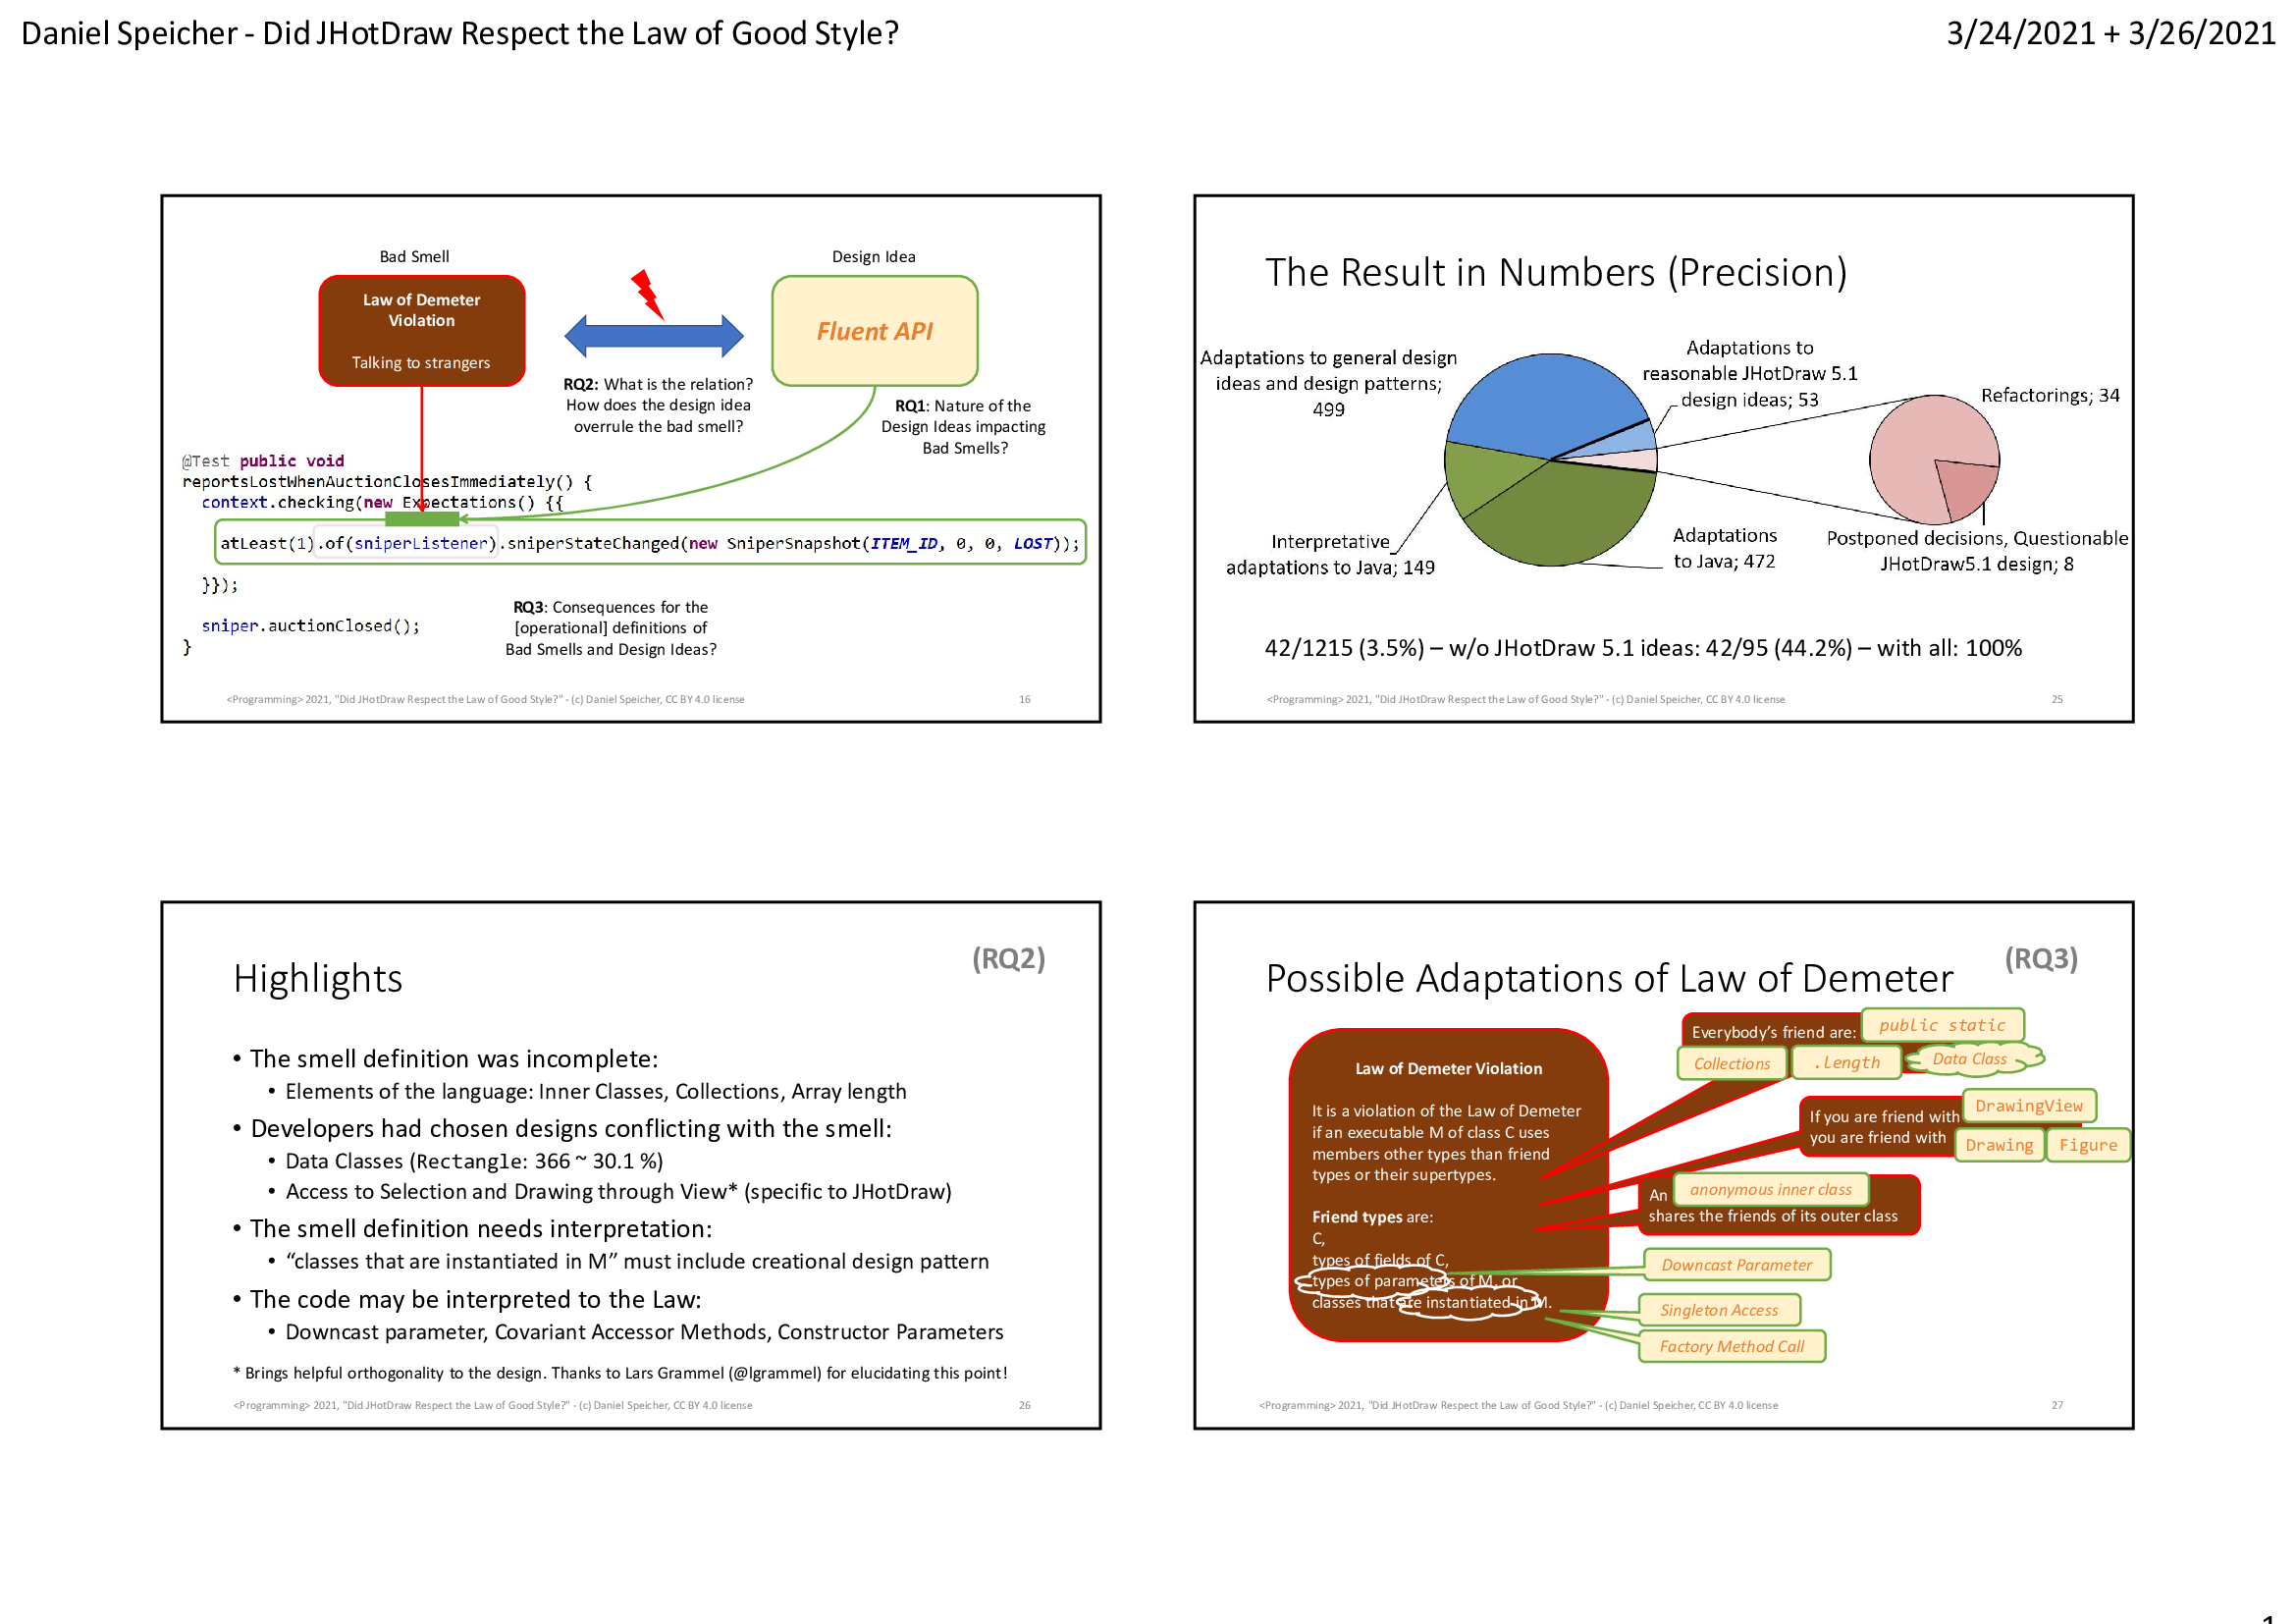 Daniel Speicher - Did JHotDraw Respect the Law of Good Style?
3/24/2021 + 3/26/2021
Bad Smell
Law of Demeter
Violation
Talking to strangers
Design Idea
Fluent API
RQ2: What is the relation?
How does the design idea
overrule the bad smell?
RQ1: Nature of the
Design Ideas impacting
Bad Smells?
@Test public void
reportsLostWhenAuctionClosesImmediately() {
context.checking(new Expectations() {{
atLeast(1).of(sniperListener).sniperStateChanged(new SniperSnapshot(ITEM_ID, 0, 0, LOST));
}});
sniper.auctionClosed();
}
RQ3: Consequences for the
[operational] definitions of
Bad Smells and Design Ideas?
<Programming> 2021, "Did JHotDraw Respect the Law of Good Style?" - (c) Daniel Speicher, CC BY 4.0 license
16
The Result in Numbers (Precision)
Adaptations to general design
ideas and design patterns;
499
Adaptations to
reasonable JHotDraw 5.1
design ideas; 53
Refactorings; 34
Interpretative
adaptations to Java; 149
Adaptations
to Java; 472
Postponed decisions, Questionable
JHotDraw5.1 design; 8
42/1215 (3.5%) – w/o JHotDraw 5.1 ideas: 42/95 (44.2%) – with all: 100%
<Programming> 2021, "Did JHotDraw Respect the Law of Good Style?" - (c) Daniel Speicher, CC BY 4.0 license
25
(RQ2)
Highlights
• The smell definition was incomplete:
• Elements of the language: Inner Classes, Collections, Array length
• Developers had chosen designs conflicting with the smell:
• Data Classes (Rectangle: 366 ~ 30.1 %)
• Access to Selection and Drawing through View* (specific to JHotDraw)
• The smell definition needs interpretation:
• “classes that are instantiated in M” must include creational design pattern
• The code may be interpreted to the Law:
• Downcast parameter, Covariant Accessor Methods, Constructor Parameters
* Brings helpful orthogonality to the design. Thanks to Lars Grammel (@lgrammel) for elucidating this point!
<Programming> 2021, "Did JHotDraw Respect the Law of Good Style?" - (c) Daniel Speicher, CC BY 4.0 license
26
(RQ3)
Possible Adaptations of Law of Demeter
Law of Demeter Violation
It is a violation of the Law of Demeter
if an executable M of class C uses
members other types than friend
types or their supertypes.
Friend types are:
C,
types of fields of C,
types of parameters of M, or
classes that are instantiated in M.
Everybody’s friend are: public static
Collections .length Data Class
If you are friend with DrawingView
you are friend with Drawing Figure
An anonymous inner class
shares the friends of its outer class
Downcast Parameter
Singleton Access
Factory Method Call
<Programming> 2021, "Did JHotDraw Respect the Law of Good Style?" - (c) Daniel Speicher, CC BY 4.0 license
27